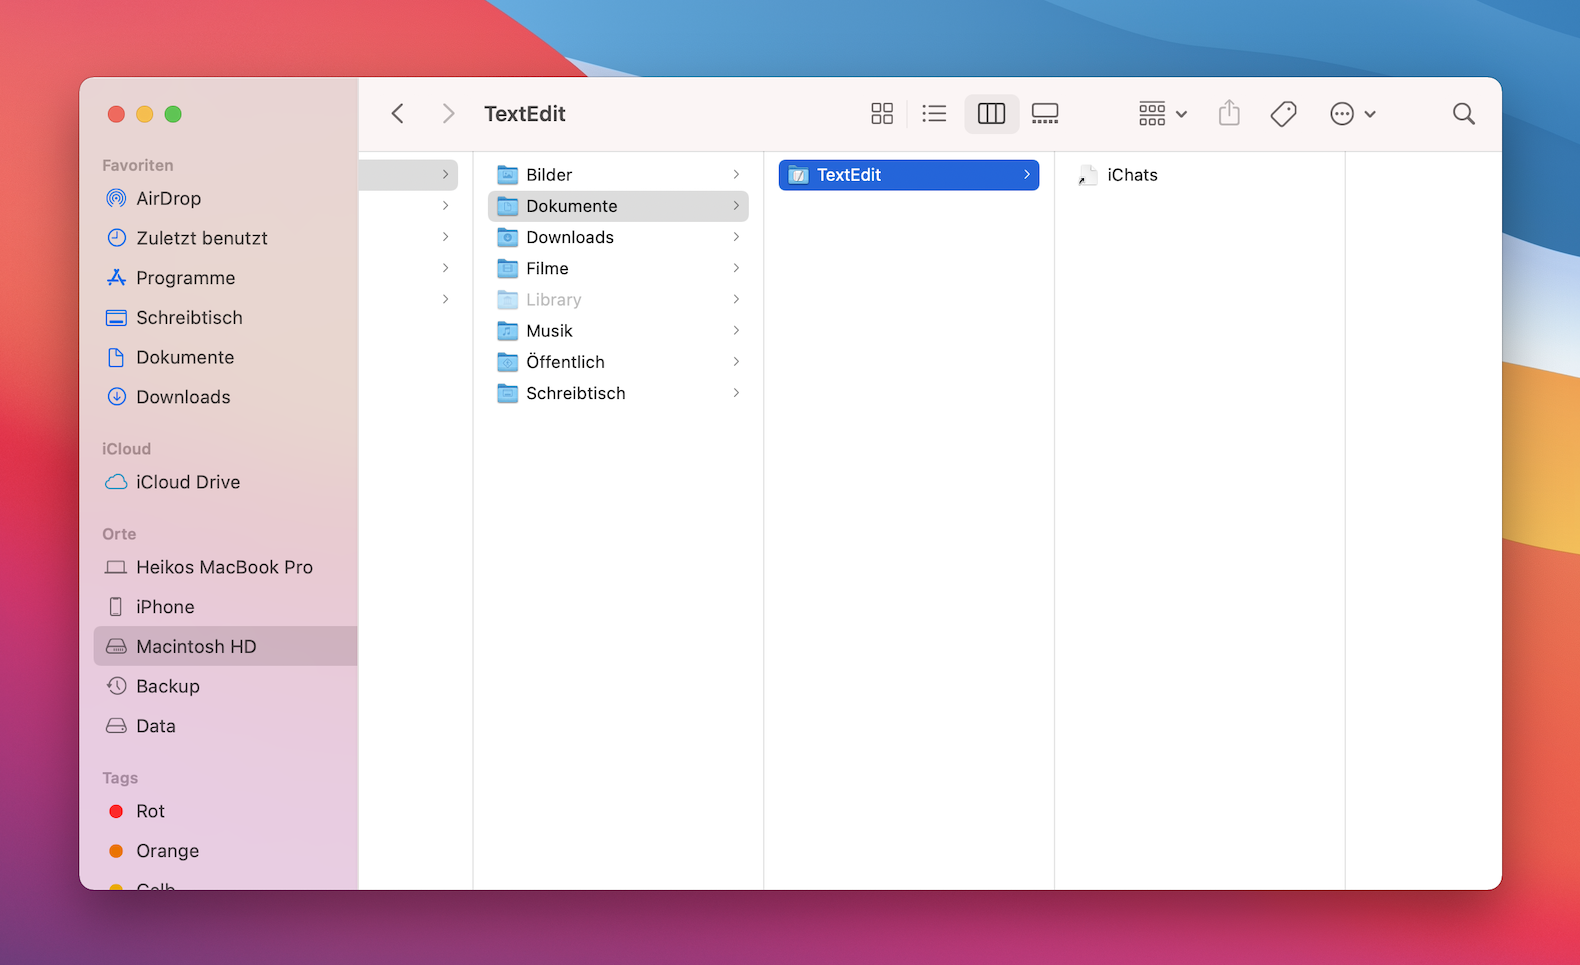 TextEdit
Favoriten
AirDrop
Zuletzt benutzt
Programme
Schreibtisch
Dokumente
Downloads
iCloud
iCloud Drive
Orte
Heikos MacBook Pro
iPhone
Macintosh HD
Backup
Data
Tags
Rot
Orange
Gelb
Bilder
Dokumente
Downloads
Filme
Library
Musik
Öffentlich
Schreibtisch
TextEdit
iChats